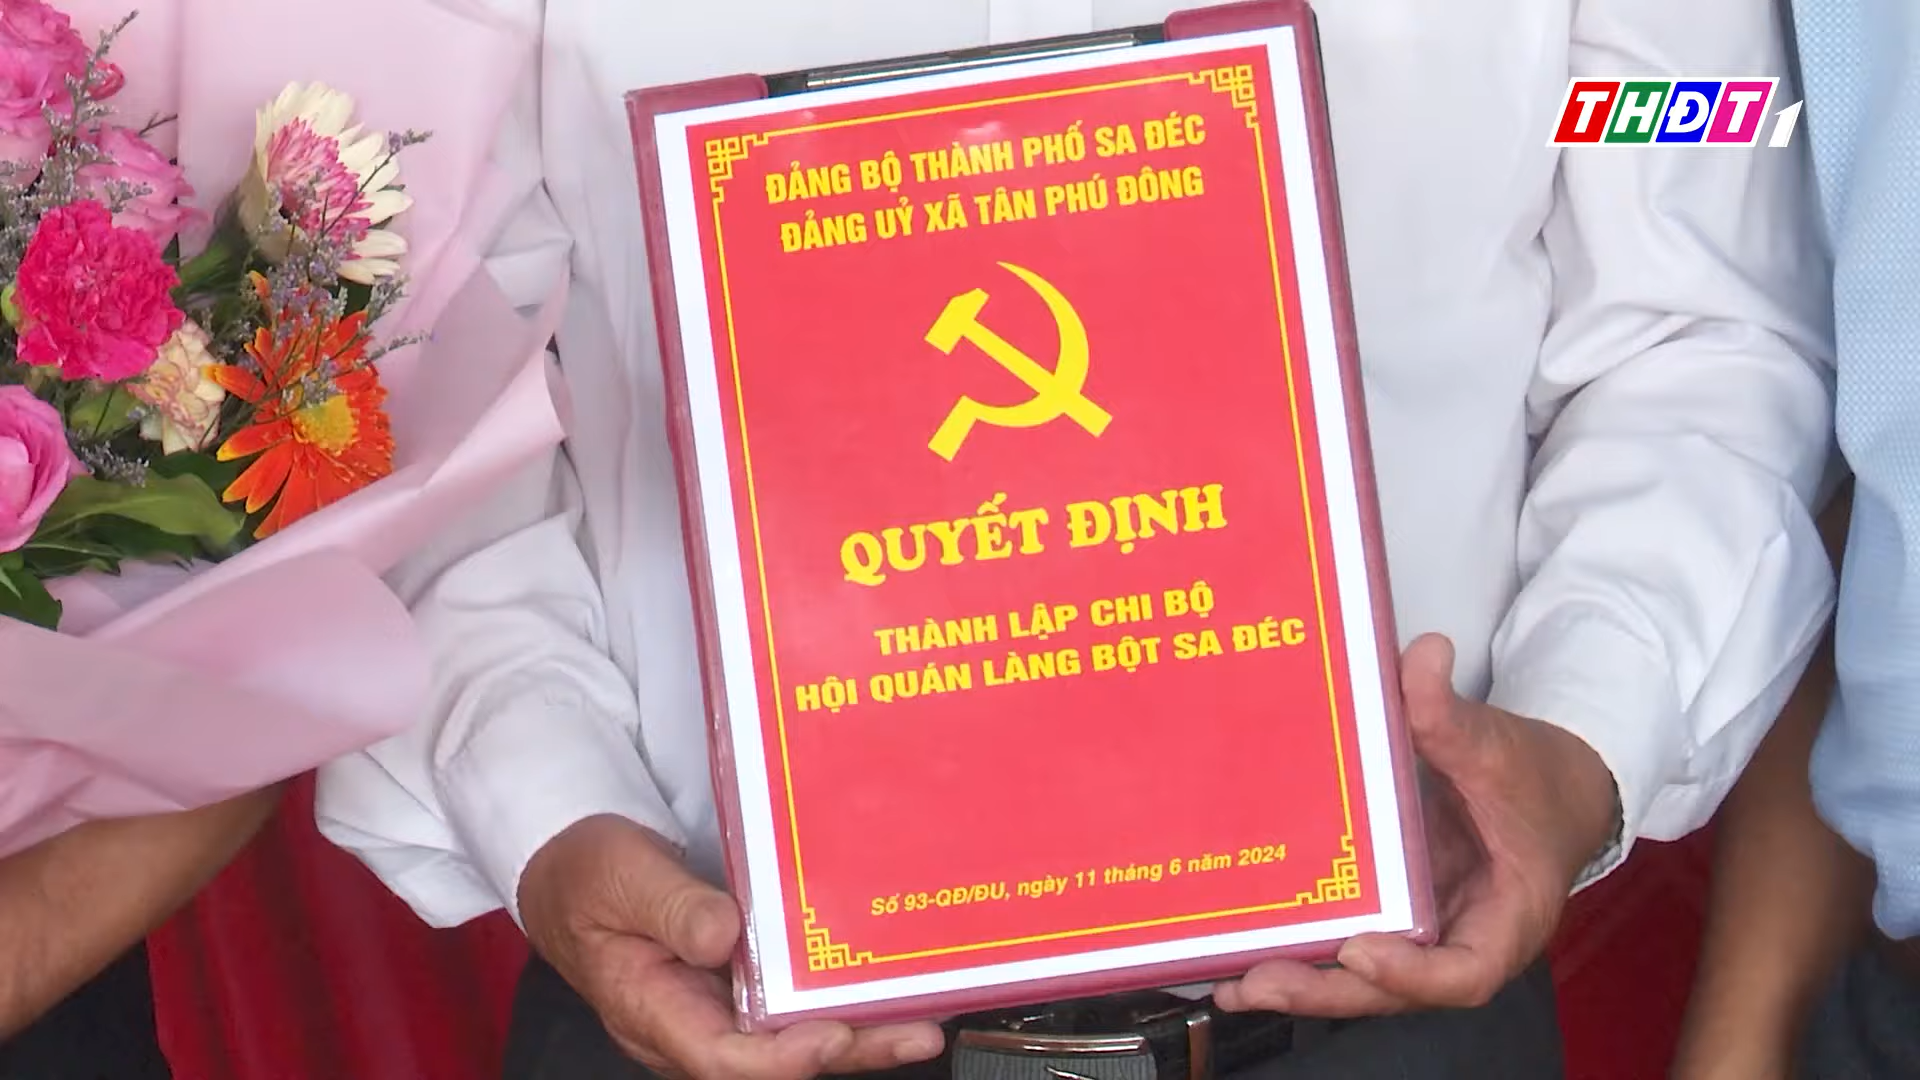 THĐT1
ĐẢNG BỘ THÀNH PHỐ SA ĐÉC
ĐẢNG UỶ XÃ TÂN PHÚ ĐÔNG
QUYẾT ĐỊNH
THÀNH LẬP CHI BỘ
HỘI QUÁN LÀNG BỘT SA ĐÉC
Số 93-QĐ/ĐU, ngày 11 tháng 6 năm 2024